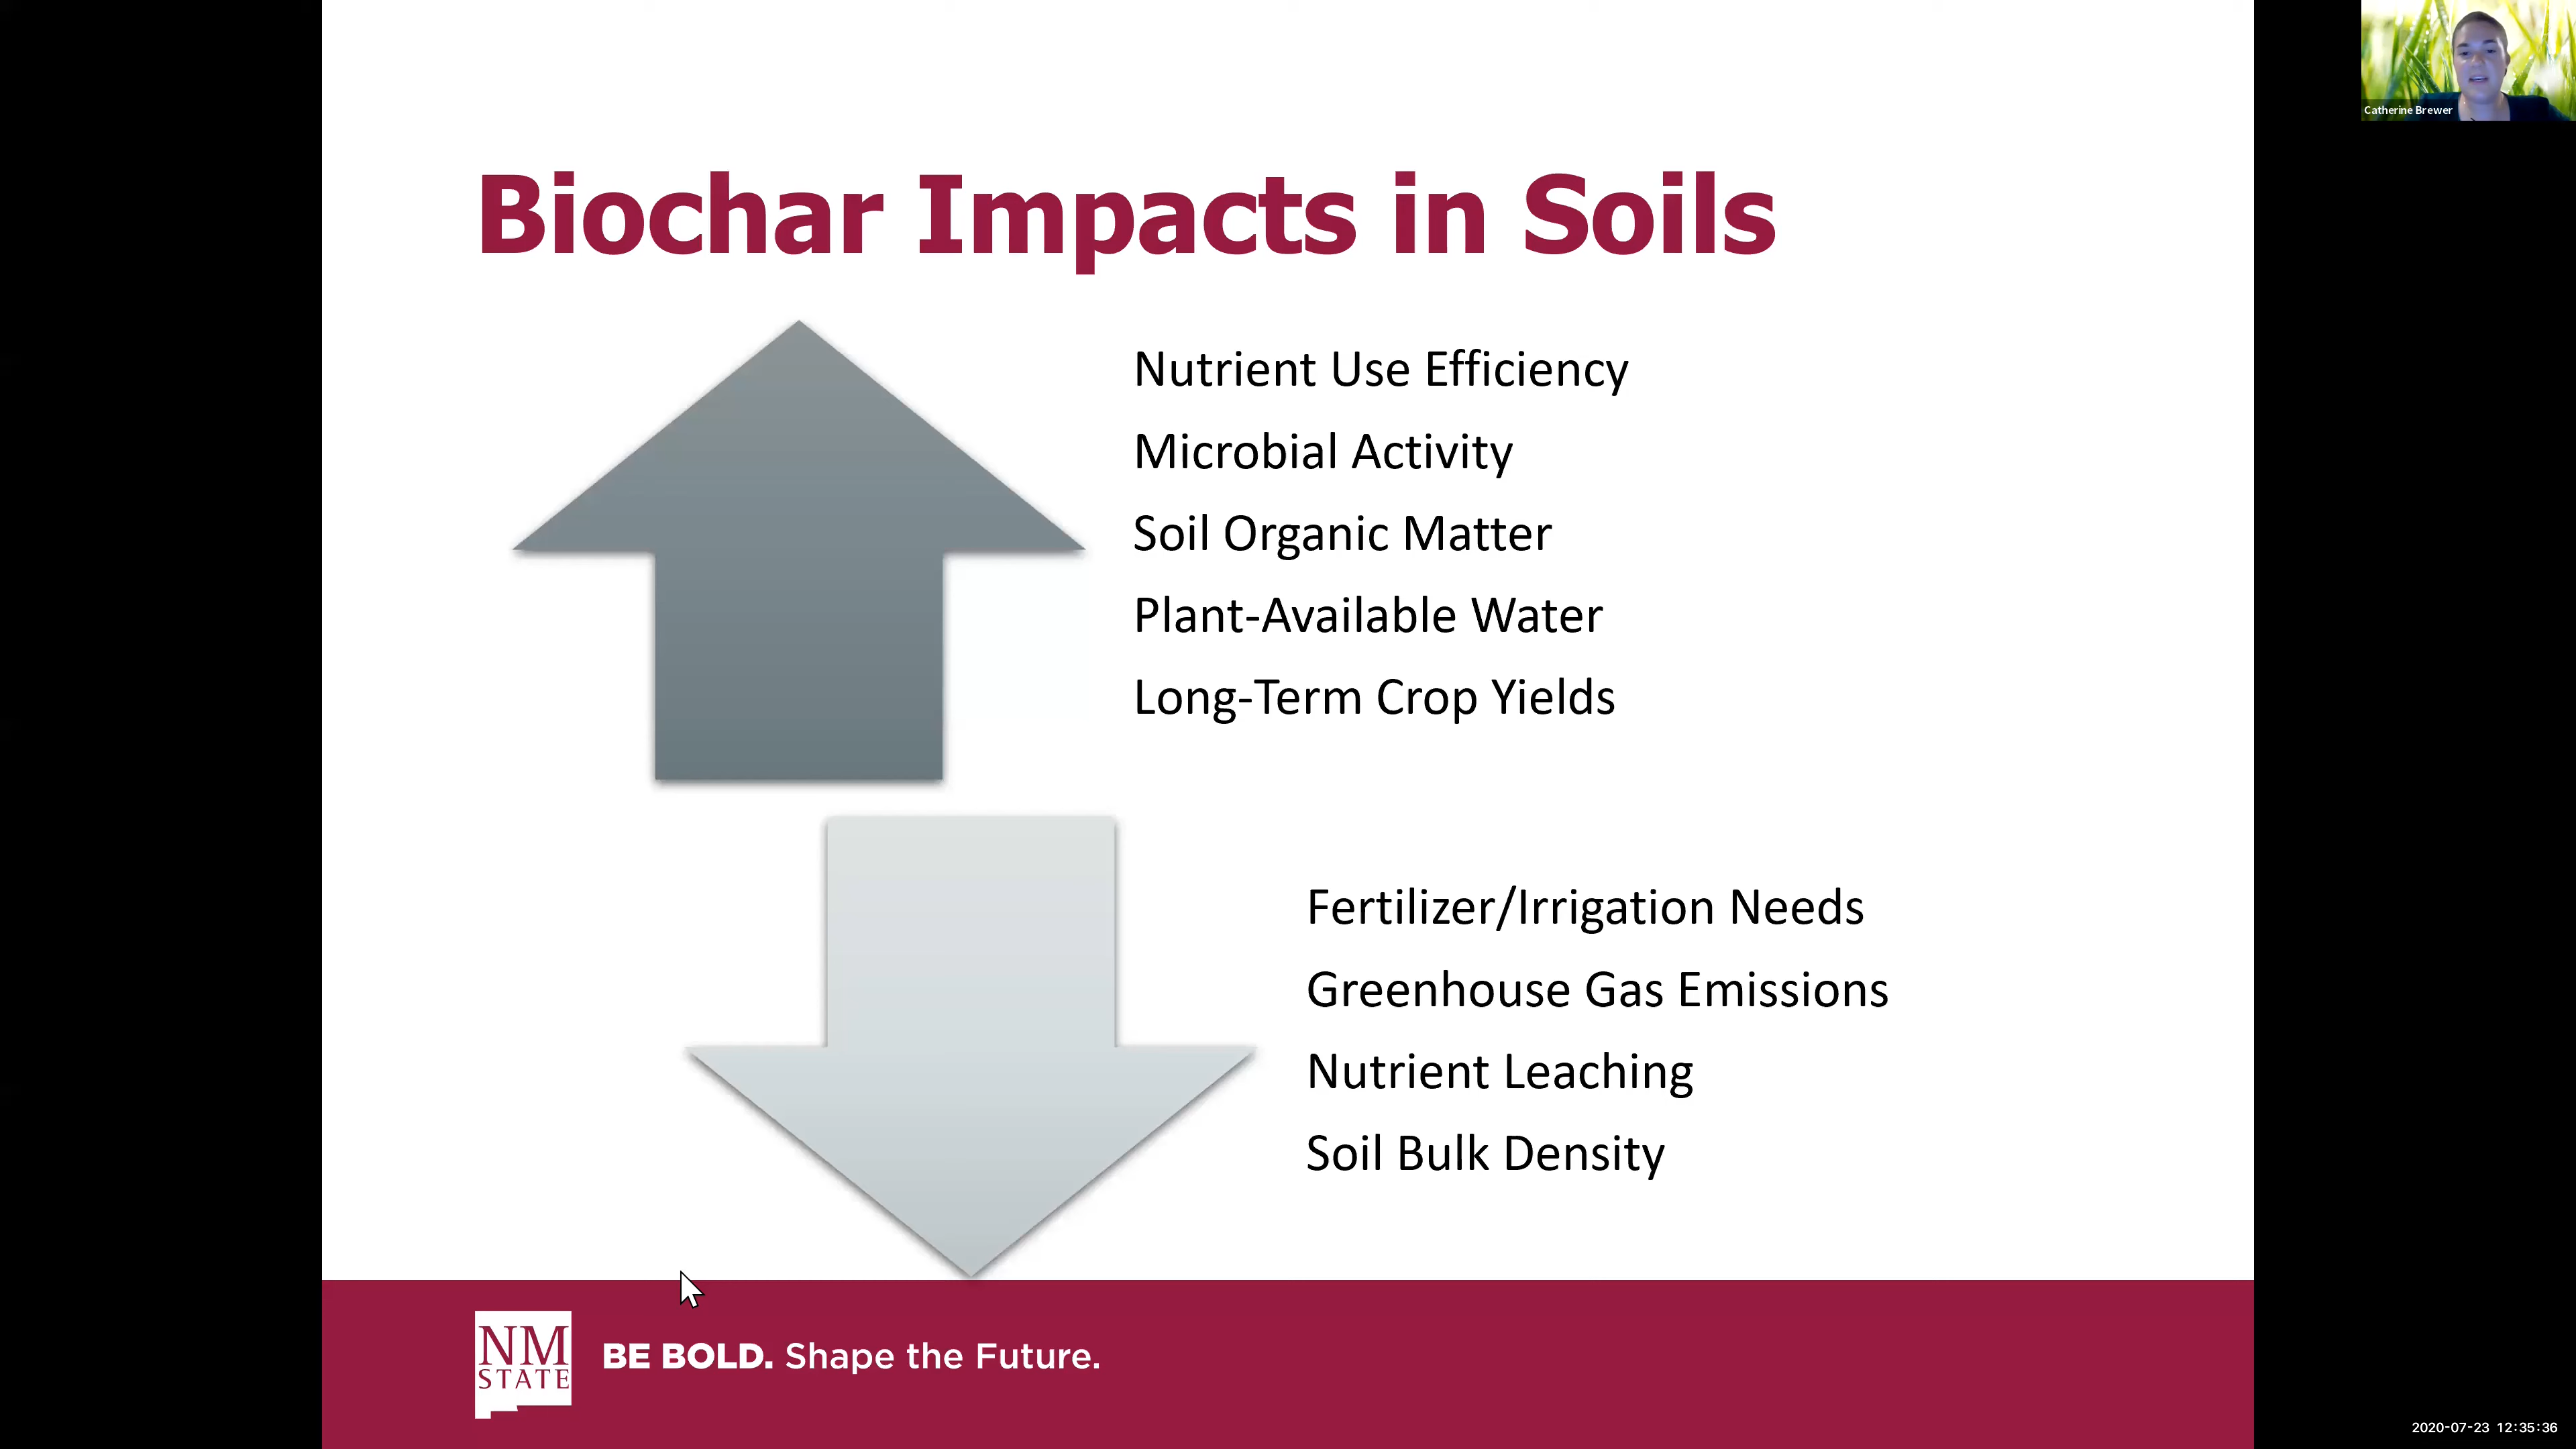 Catherine Brewer
Biochar Impacts in Soils
Nutrient Use Efficiency
Microbial Activity
Soil Organic Matter
Plant-Available Water
Long-Term Crop Yields
Fertilizer/Irrigation Needs
Greenhouse Gas Emissions
Nutrient Leaching
Soil Bulk Density
NM
STATE
BE BOLD. Shape the Future.
2020-07-23 12:35:36